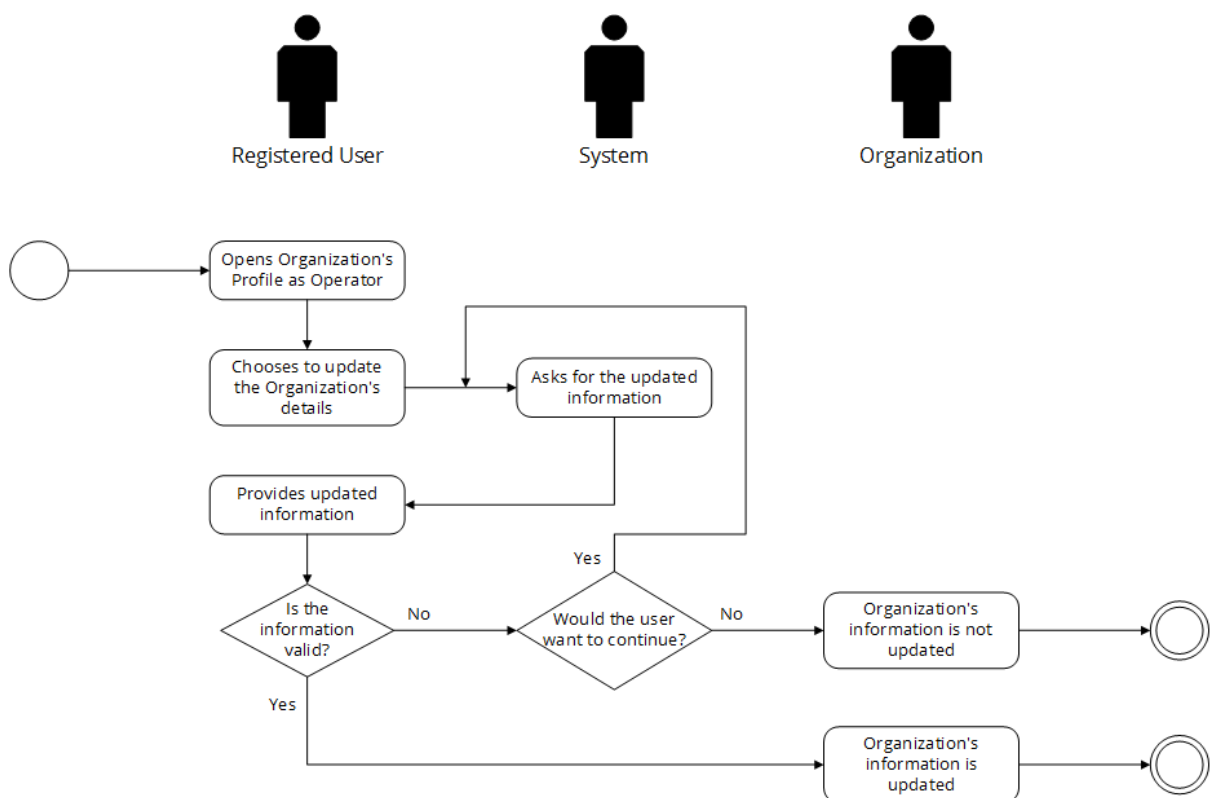 Registered User
System
Organization
Opens Organization's
Profile as Operator
Chooses to update
the Organization's
details
Asks for the updated
information
Provides updated
information
Yes
Is the
information
valid?
No
Would the user
want to continue?
No
Organization's
information is not
updated
Yes
Organization's
information is
updated